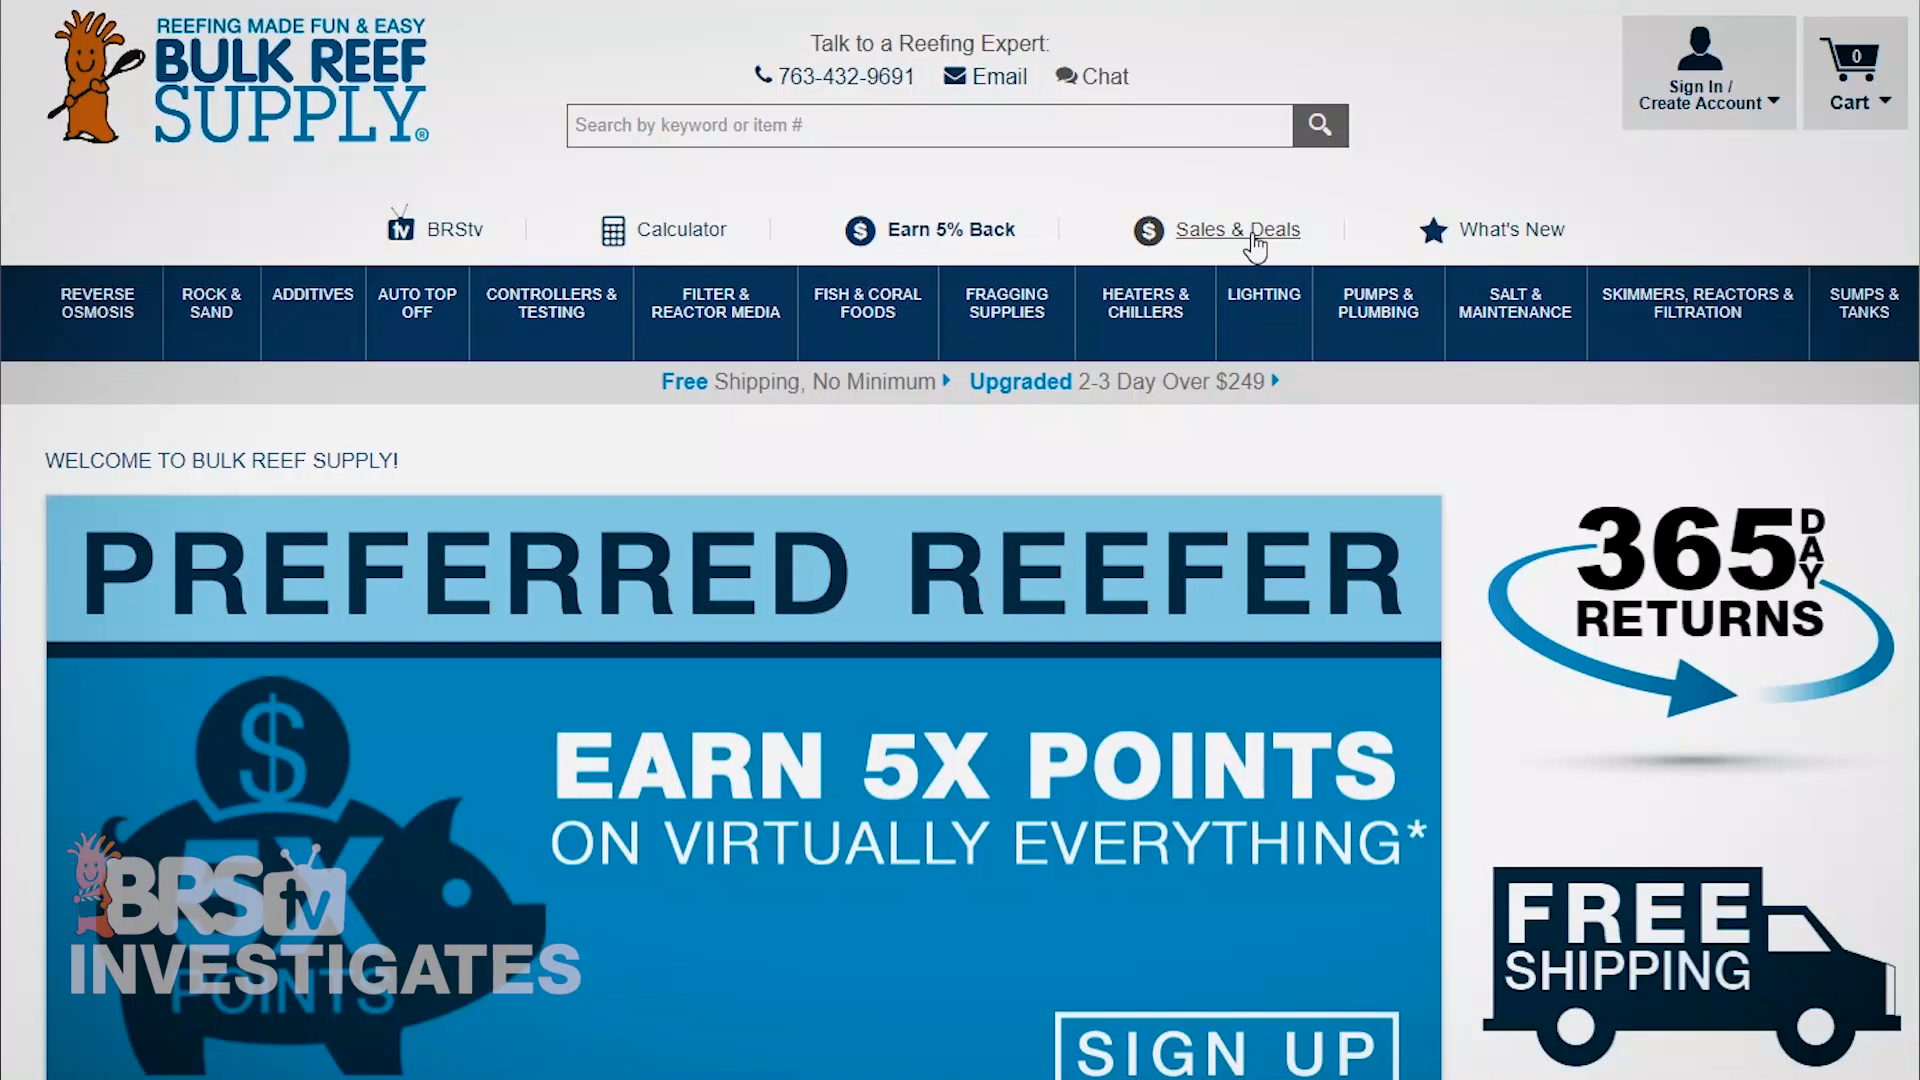 REEFING MADE FUN & EASY
BULK REEF
SUPPLY®
Talk to a Reefing Expert:
763-432-9691 Email Chat
Search by keyword or item #
Sign In /
Create Account
0
Cart
tv BRStv
Calculator
$ Earn 5% Back
$ Sales & Deals
What's New
REVERSE
OSMOSIS
ROCK &
SAND
ADDITIVES
AUTO TOP
OFF
CONTROLLERS &
TESTING
FILTER &
REACTOR MEDIA
FISH & CORAL
FOODS
FRAGGING
SUPPLIES
HEATERS &
CHILLERS
LIGHTING
PUMPS &
PLUMBING
SALT &
MAINTENANCE
SKIMMERS, REACTORS &
FILTRATION
SUMPS &
TANKS
Free Shipping, No Minimum Upgraded 2-3 Day Over $249
WELCOME TO BULK REEF SUPPLY!
PREFERRED REEFER
$
5X
POINTS
EARN 5X POINTS
ON VIRTUALLY EVERYTHING*
SIGN UP
365 DAY
RETURNS
FREE
SHIPPING
BRStv
INVESTIGATES